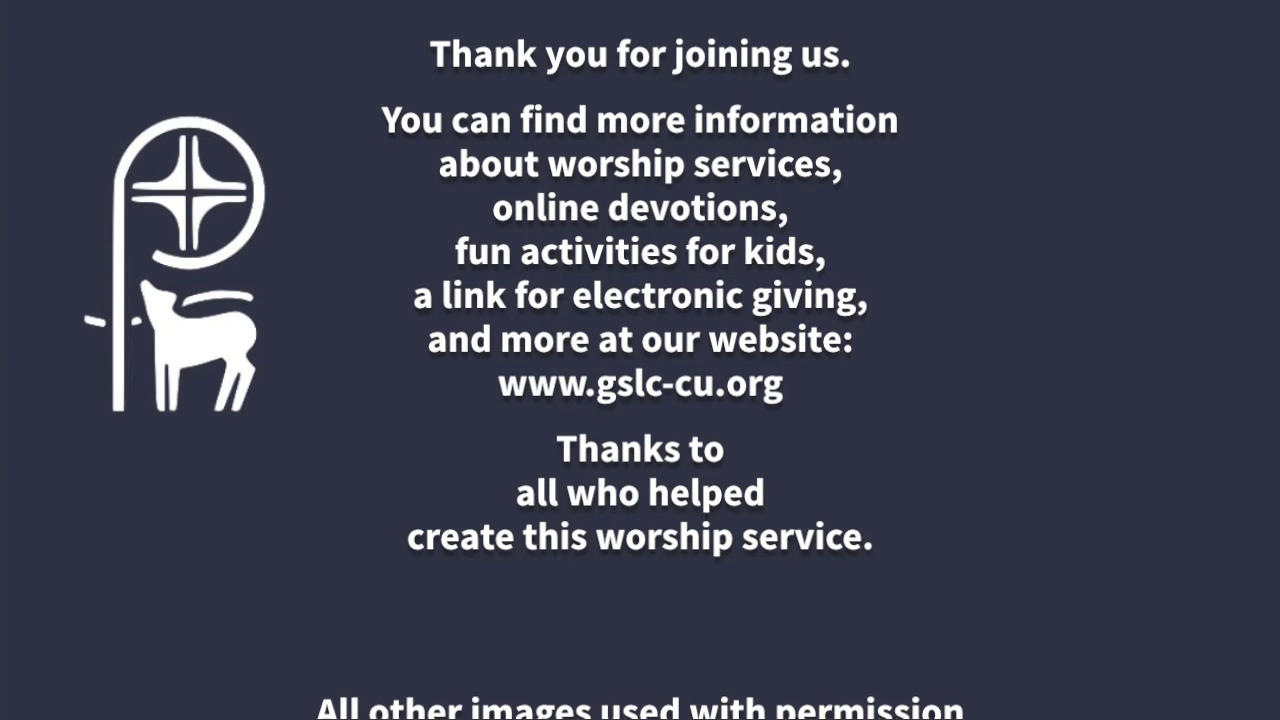 Thank you for joining us.
You can find more information
about worship services,
online devotions,
fun activities for kids,
a link for electronic giving,
and more at our website:
www.gslc-cu.org
Thanks to
all who helped
create this worship service.
All other images used with permission